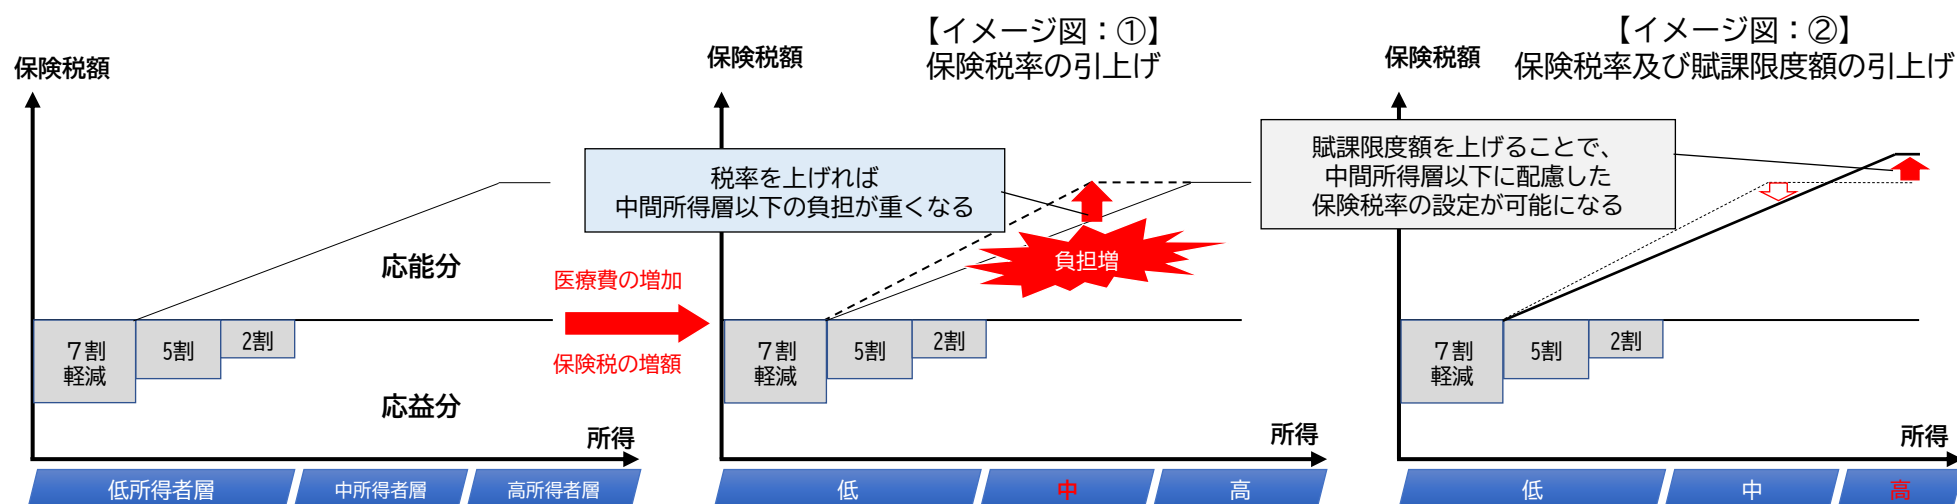 保険税額
応能分
7割
軽減
5割
2割
応益分
所得
低所得者層
中所得者層
高所得者層
医療費の増加
保険税の増額
【イメージ図：①】
保険税率の引上げ
保険税額
税率を上げれば
中間所得層以下の負担が重くなる
負担増
７割
軽減
5割
2割
所得
低
中
高
【イメージ図：②】
保険税率及び賦課限度額の引上げ
保険税額
賦課限度額を上げることで、
中間所得層以下に配慮した
保険税率の設定が可能になる
７割
軽減
5割
2割
所得
低
中
高